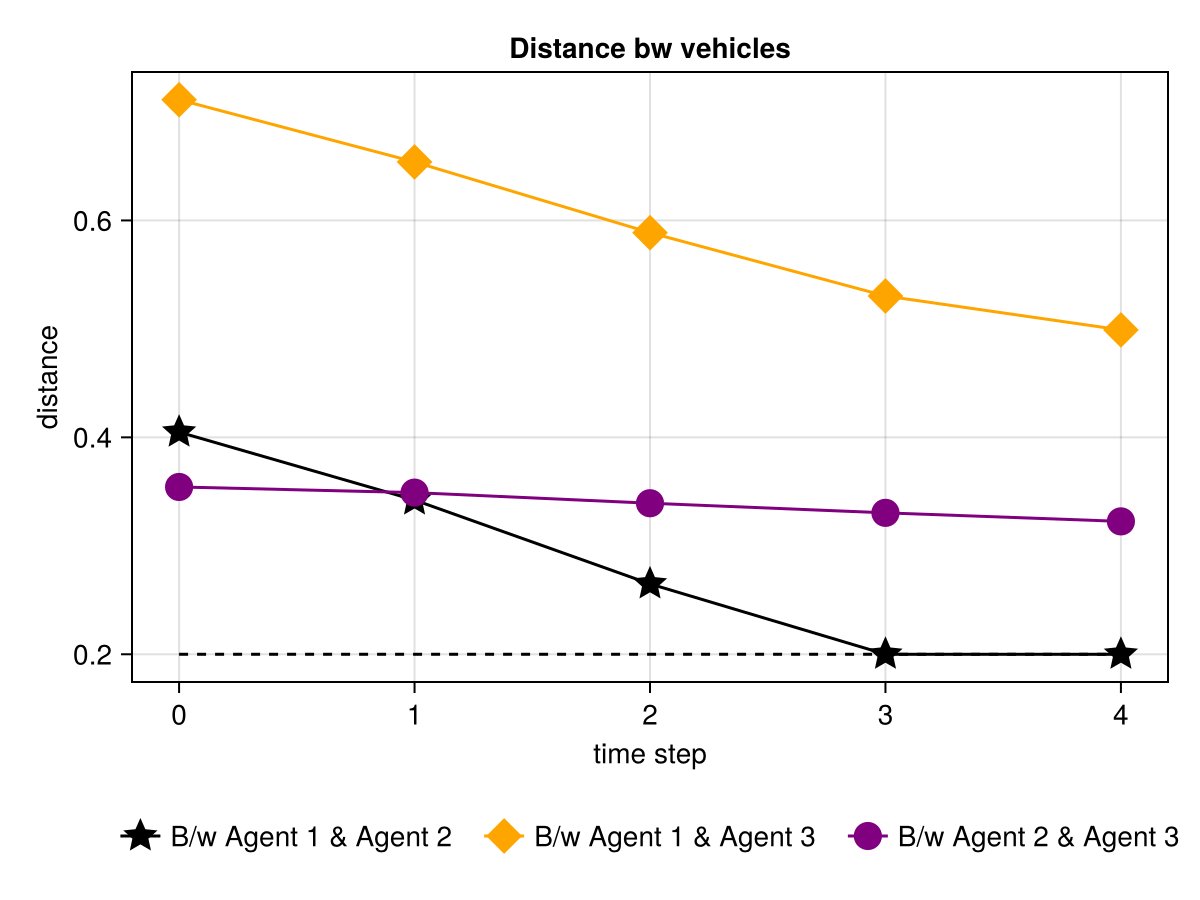 Distance bw vehicles
distance
0.6
0.4
0.2
0 1 2 3 4
time step
B/w Agent 1 & Agent 2 B/w Agent 1 & Agent 3 B/w Agent 2 & Agent 3